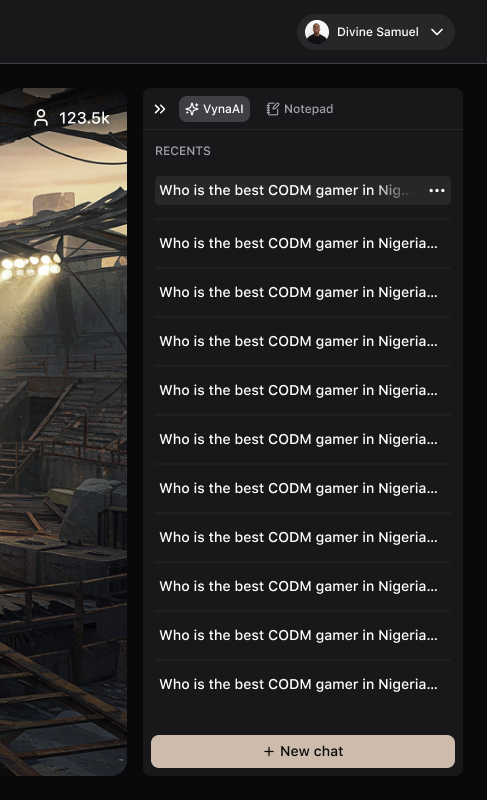 Divine Samuel
123.5k
VynaAI
Notepad
RECENTS
Who is the best CODM gamer in Nig...
Who is the best CODM gamer in Nigeria...
Who is the best CODM gamer in Nigeria...
Who is the best CODM gamer in Nigeria...
Who is the best CODM gamer in Nigeria...
Who is the best CODM gamer in Nigeria...
Who is the best CODM gamer in Nigeria...
Who is the best CODM gamer in Nigeria...
Who is the best CODM gamer in Nigeria...
Who is the best CODM gamer in Nigeria...
Who is the best CODM gamer in Nigeria...
+ New chat